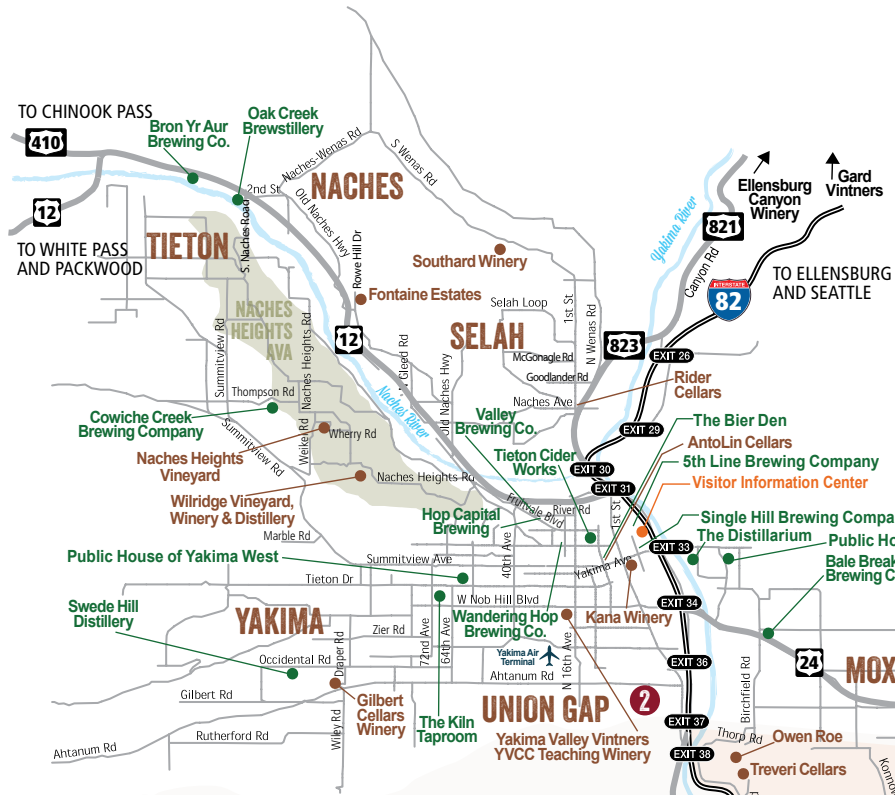 TO CHINOOK PASS
410
Bron Yr Aur
Brewing Co.
Oak Creek
Brewstillery
12
TO WHITE PASS
AND PACKWOOD
TIETON
2nd St
S. Naches Road
Naches-Wenas Rd
NACHES
Old Naches Hwy
S Wenas Rd
Rowe Hill Dr
Southard Winery
Fontaine Estates
12
NACHES
HEIGHTS
AVA
Selah Loop
SELAH
1st St
N Wenas Rd
McGonagle Rd
Goodlander Rd
Naches Ave
Yakima River
821
Canyon Rd
823
Ellensburg
Canyon
Winery
Gard
Vintners
INTERSTATE
82
TO ELLENSBURG
AND SEATTLE
EXIT 26
Rider
Cellars
EXIT 29
EXIT 30
EXIT 31
Summitview Rd
Naches Heights Rd
Thompson Rd
N Gleed Rd
Old Naches Hwy
Naches River
Cowiche Creek
Brewing Company
Summitview Rd
Weikel Rd
Wherry Rd
Naches Heights
Vineyard
Naches Heights Rd
Wilridge Vineyard,
Winery & Distillery
Marble Rd
Valley
Brewing Co.
Tieton Cider
Works
The Bier Den
AntoLin Cellars
5th Line Brewing Company
Visitor Information Center
Fruitvale Blvd
River Rd
1st St
Hop Capital
Brewing
Single Hill Brewing Compa
The Distillarium
Public Ho
EXIT 33
Bale Break
Brewing C
Public House of Yakima West
Summitview Ave
40th Ave
Yakima Ave
Tieton Dr
W Nob Hill Blvd
Kana Winery
EXIT 34
Swede Hill
Distillery
YAKIMA
Zier Rd
Wandering Hop
Brewing Co.
72nd Ave
64th Ave
N 16th Ave
Yakima Air
Terminal
Occidental Rd
Draper Rd
Ahtanum Rd
EXIT 36
24
MOX
Birchfield Rd
Gilbert Rd
Gilbert
Cellars
Winery
The Kiln
Taproom
UNION GAP
2
Yakima Valley Vintners
YVCC Teaching Winery
EXIT 37
Thorp Rd
EXIT 38
Owen Roe
Treveri Cellars
Rutherford Rd
Wiley Rd
Ahtanum Rd